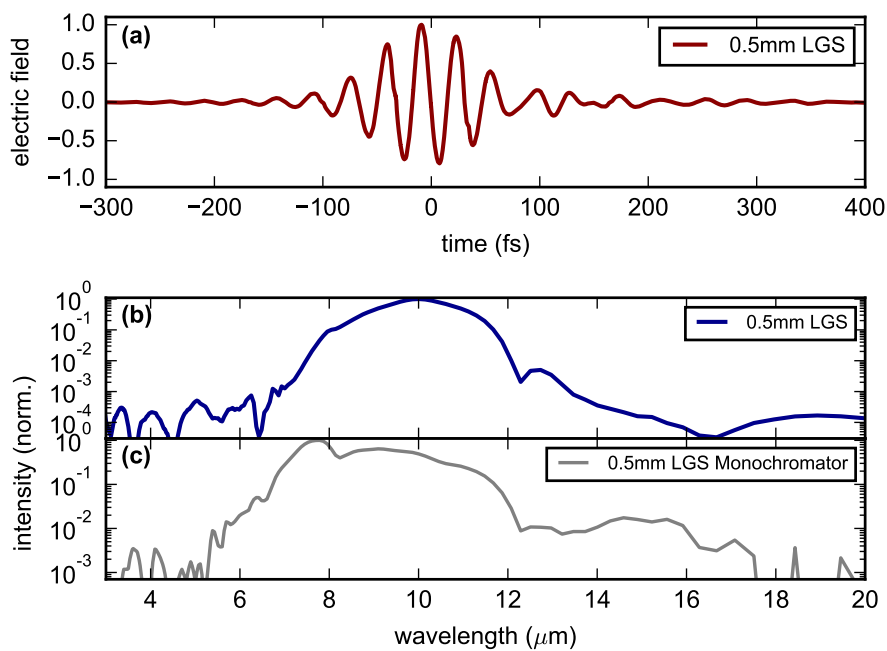 (a)
0.5mm LGS
electric field
1.0
0.5
0.0
−0.5
−1.0
−300 −200 −100 0 100 200 300 400
time (fs)
(b)
0.5mm LGS
10^0
10^-1
10^-2
10^-3
10^-4
intensity (norm.)
(c)
0.5mm LGS Monochromator
10^0
10^-1
10^-2
10^-3
4 6 8 10 12 14 16 18 20
wavelength (μm)